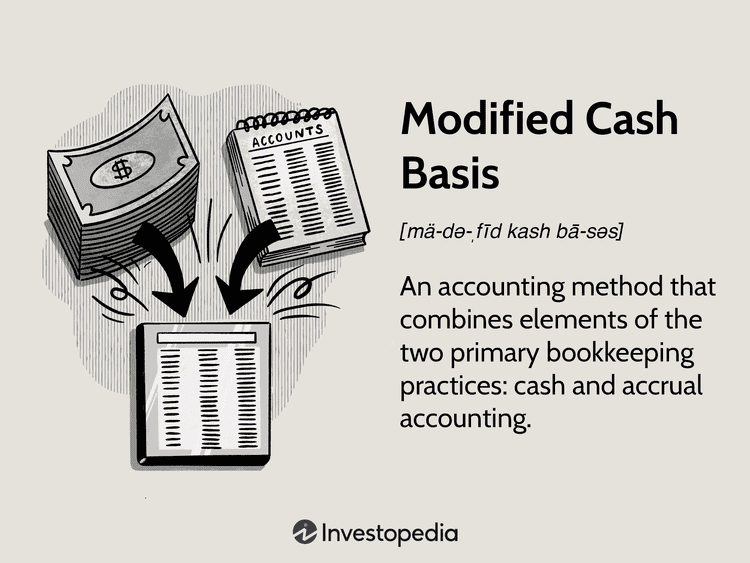 ACCOUNTS
$
Modified Cash
Basis
[mä-də-ˌfīd kash bā-səs]
An accounting method that
combines elements of the
two primary bookkeeping
practices: cash and accrual
accounting.
Investopedia